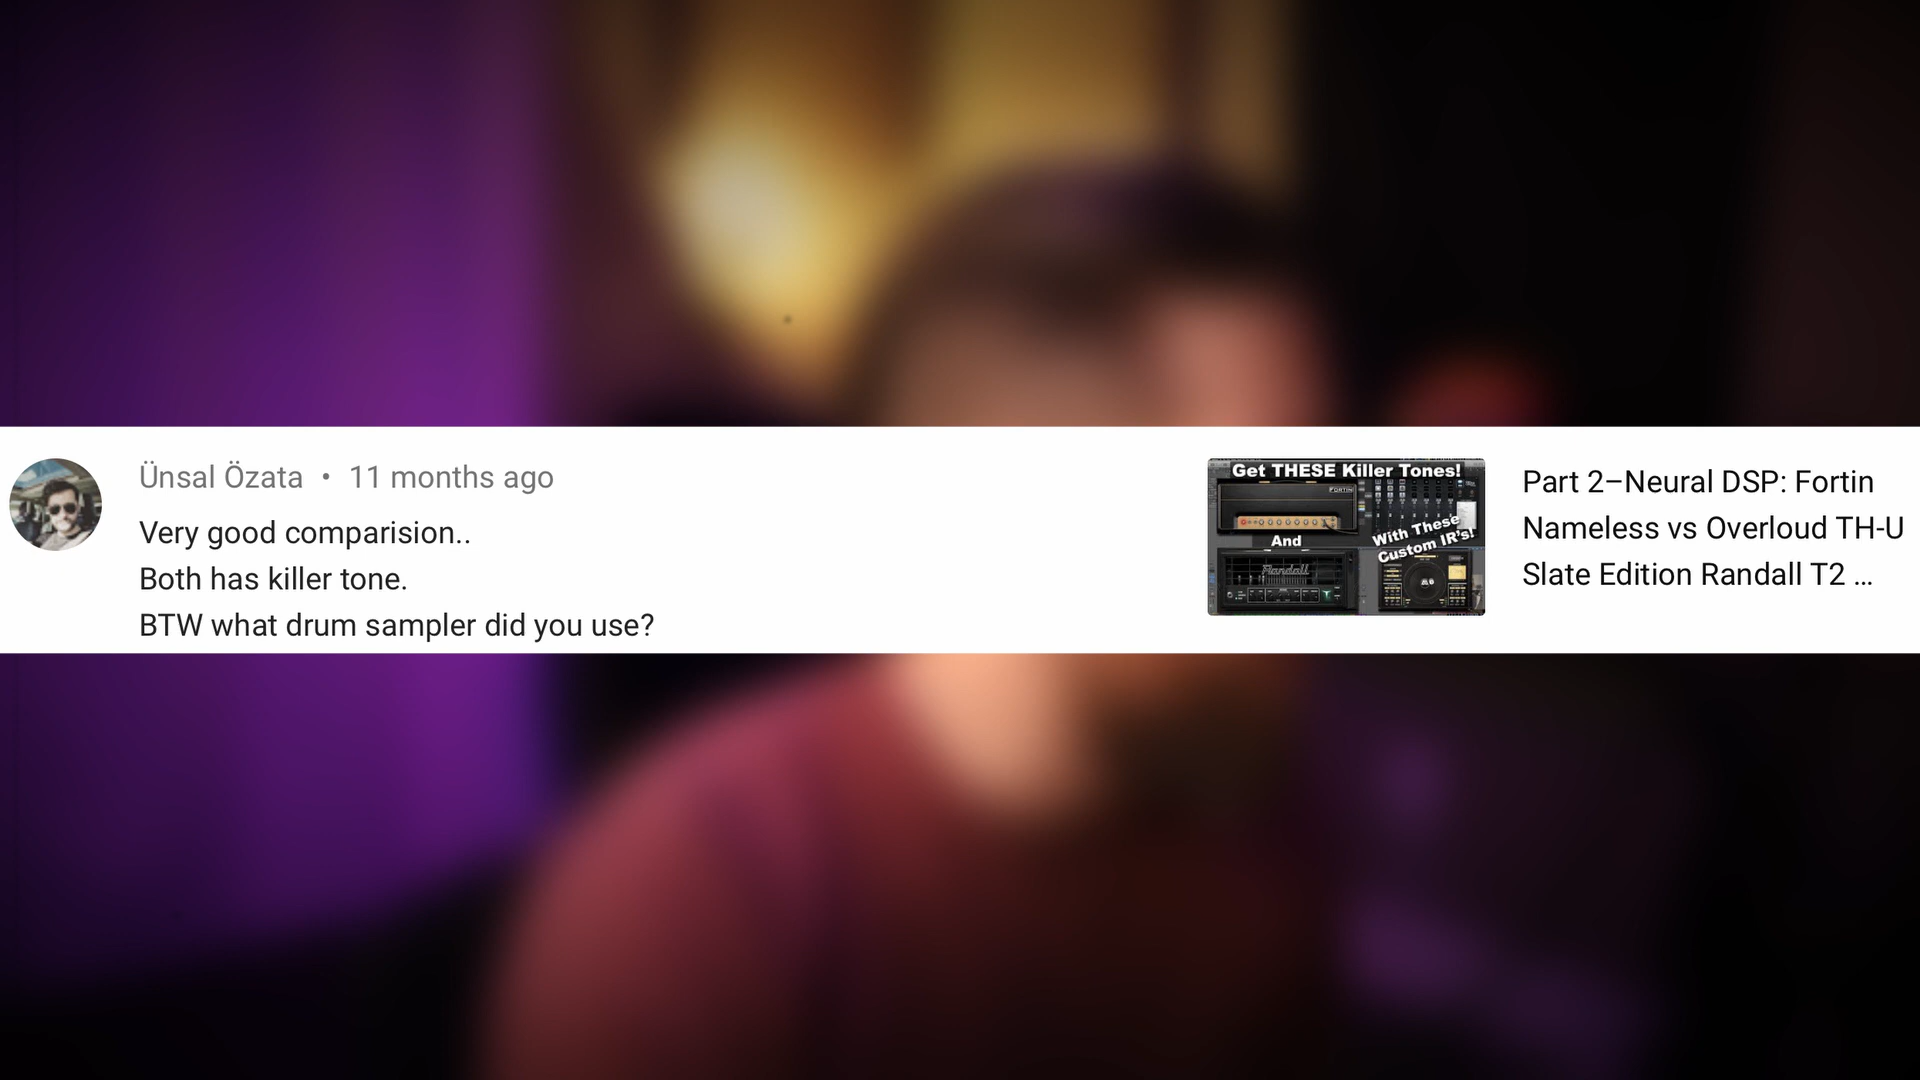 Ünsal Özata • 11 months ago
Very good comparision..
Both has killer tone.
BTW what drum sampler did you use?
Get THESE Killer Tones!
FORTIN
And
With These
Custom IR's!
Randall
Part 2–Neural DSP: Fortin
Nameless vs Overloud TH-U
Slate Edition Randall T2 ...